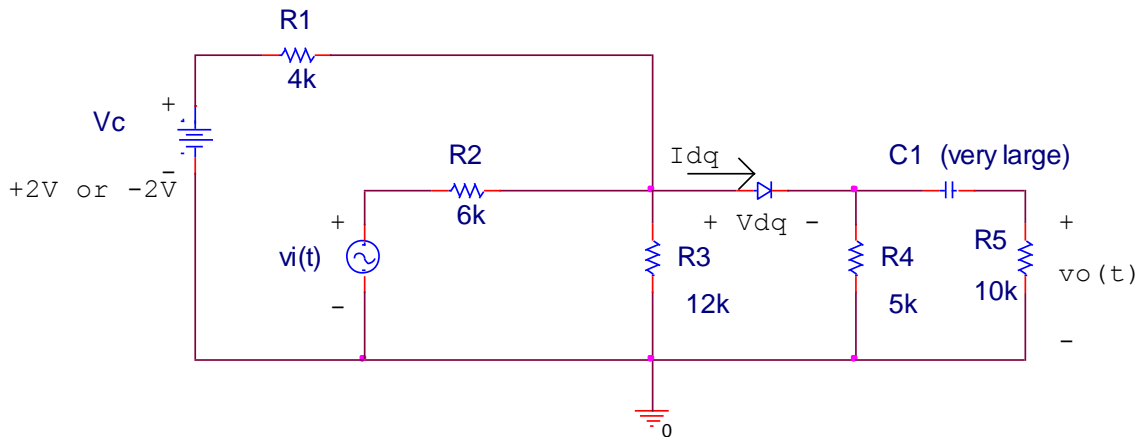 R1
4k
+
Vc
-
+2V or -2V
R2
6k
+
vi(t)
-
Idq
+ Vdq -
R3
12k
R4
5k
C1 (very large)
R5
10k
+
vo(t)
-
0